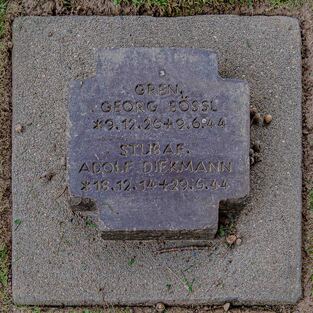 GREN.
GEORG BÖSSL
*9.12.26+9.6.44
STUBAF.
ADOLF DIEKMANN
*18.12.14+29.6.44